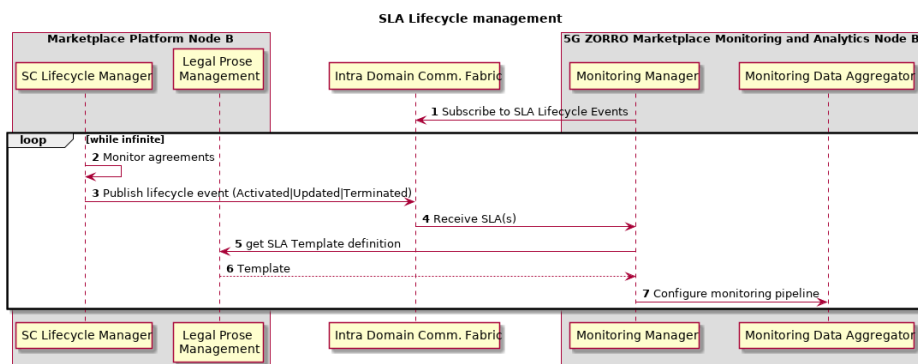 SLA Lifecycle management
Marketplace Platform Node B
5G ZORRO Marketplace Monitoring and Analytics Node B
SC Lifecycle Manager
Legal Prose
Management
Intra Domain Comm. Fabric
Monitoring Manager
Monitoring Data Aggregator
1 Subscribe to SLA Lifecycle Events
loop [while infinite]
2 Monitor agreements
3 Publish lifecycle event (Activated|Updated|Terminated)
4 Receive SLA(s)
5 get SLA Template definition
6 Template
7 Configure monitoring pipeline
SC Lifecycle Manager
Legal Prose
Management
Intra Domain Comm. Fabric
Monitoring Manager
Monitoring Data Aggregator